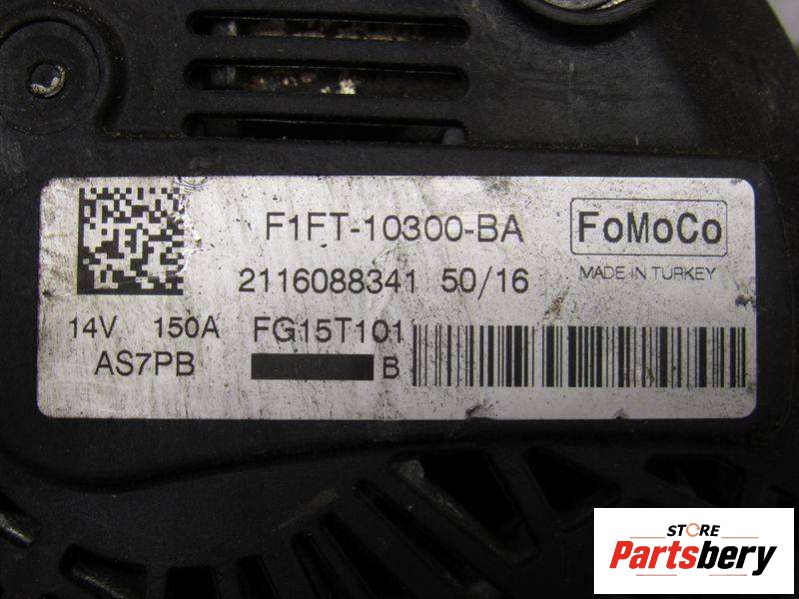 F1FT-10300-BA
FoMoCo
2116088341 50/16
MADE IN TURKEY
14V 150A FG15T101
AS7PB B
STORE
Partsbery